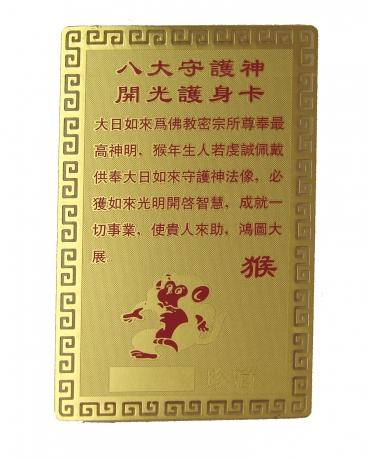 八大守護神
開光護身卡
大日如來爲佛教密宗所尊奉最
高神明，猴年生人若虔誠佩戴
供奉大日如來守護神法像，必
獲如來光明開啓智慧，成就一
切事業，使貴人來助，鴻圖大
展
猴
珍藏